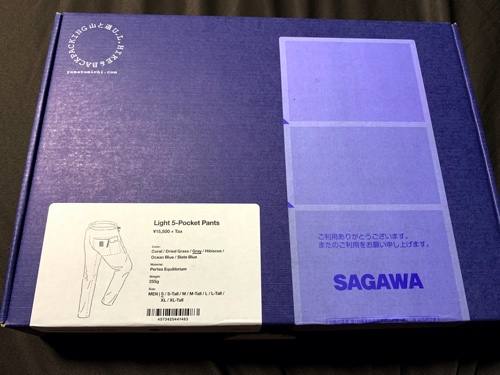 山と道 U.L. HIKE & BACKPACKING
yamatomichi.com
Light 5-Pocket Pants
¥15,500 + Tax
Color:
Coral / Dried Grass / Gray / Hibiscus /
Ocean Blue / Slate Blue
Material:
Pertex Equilibrium
Weight:
255g
Size:
MEN / S / S-Tall / M / M-Tall / L / L-Tall /
XL / XL-Tall
4573425441483
ご利用ありがとうございます。
またのご利用をお願い申し上げます。
SAGAWA